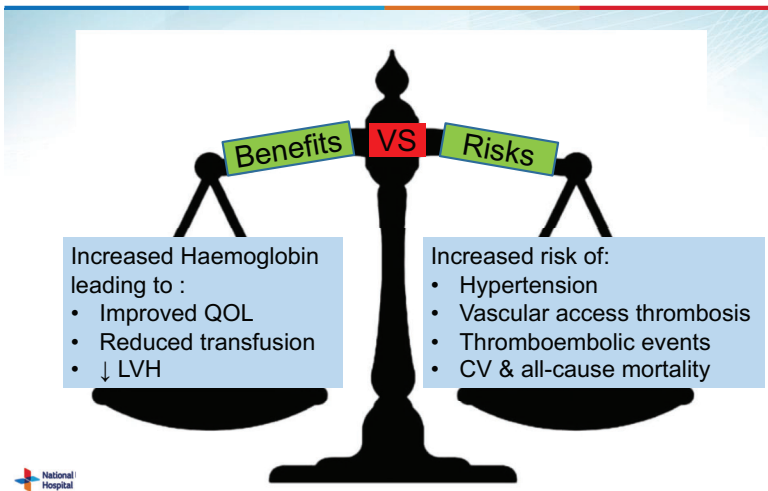 Benefits VS Risks
Increased Haemoglobin
leading to :
• Improved QOL
• Reduced transfusion
• ↓ LVH
Increased risk of:
• Hypertension
• Vascular access thrombosis
• Thromboembolic events
• CV & all-cause mortality
National
Hospital